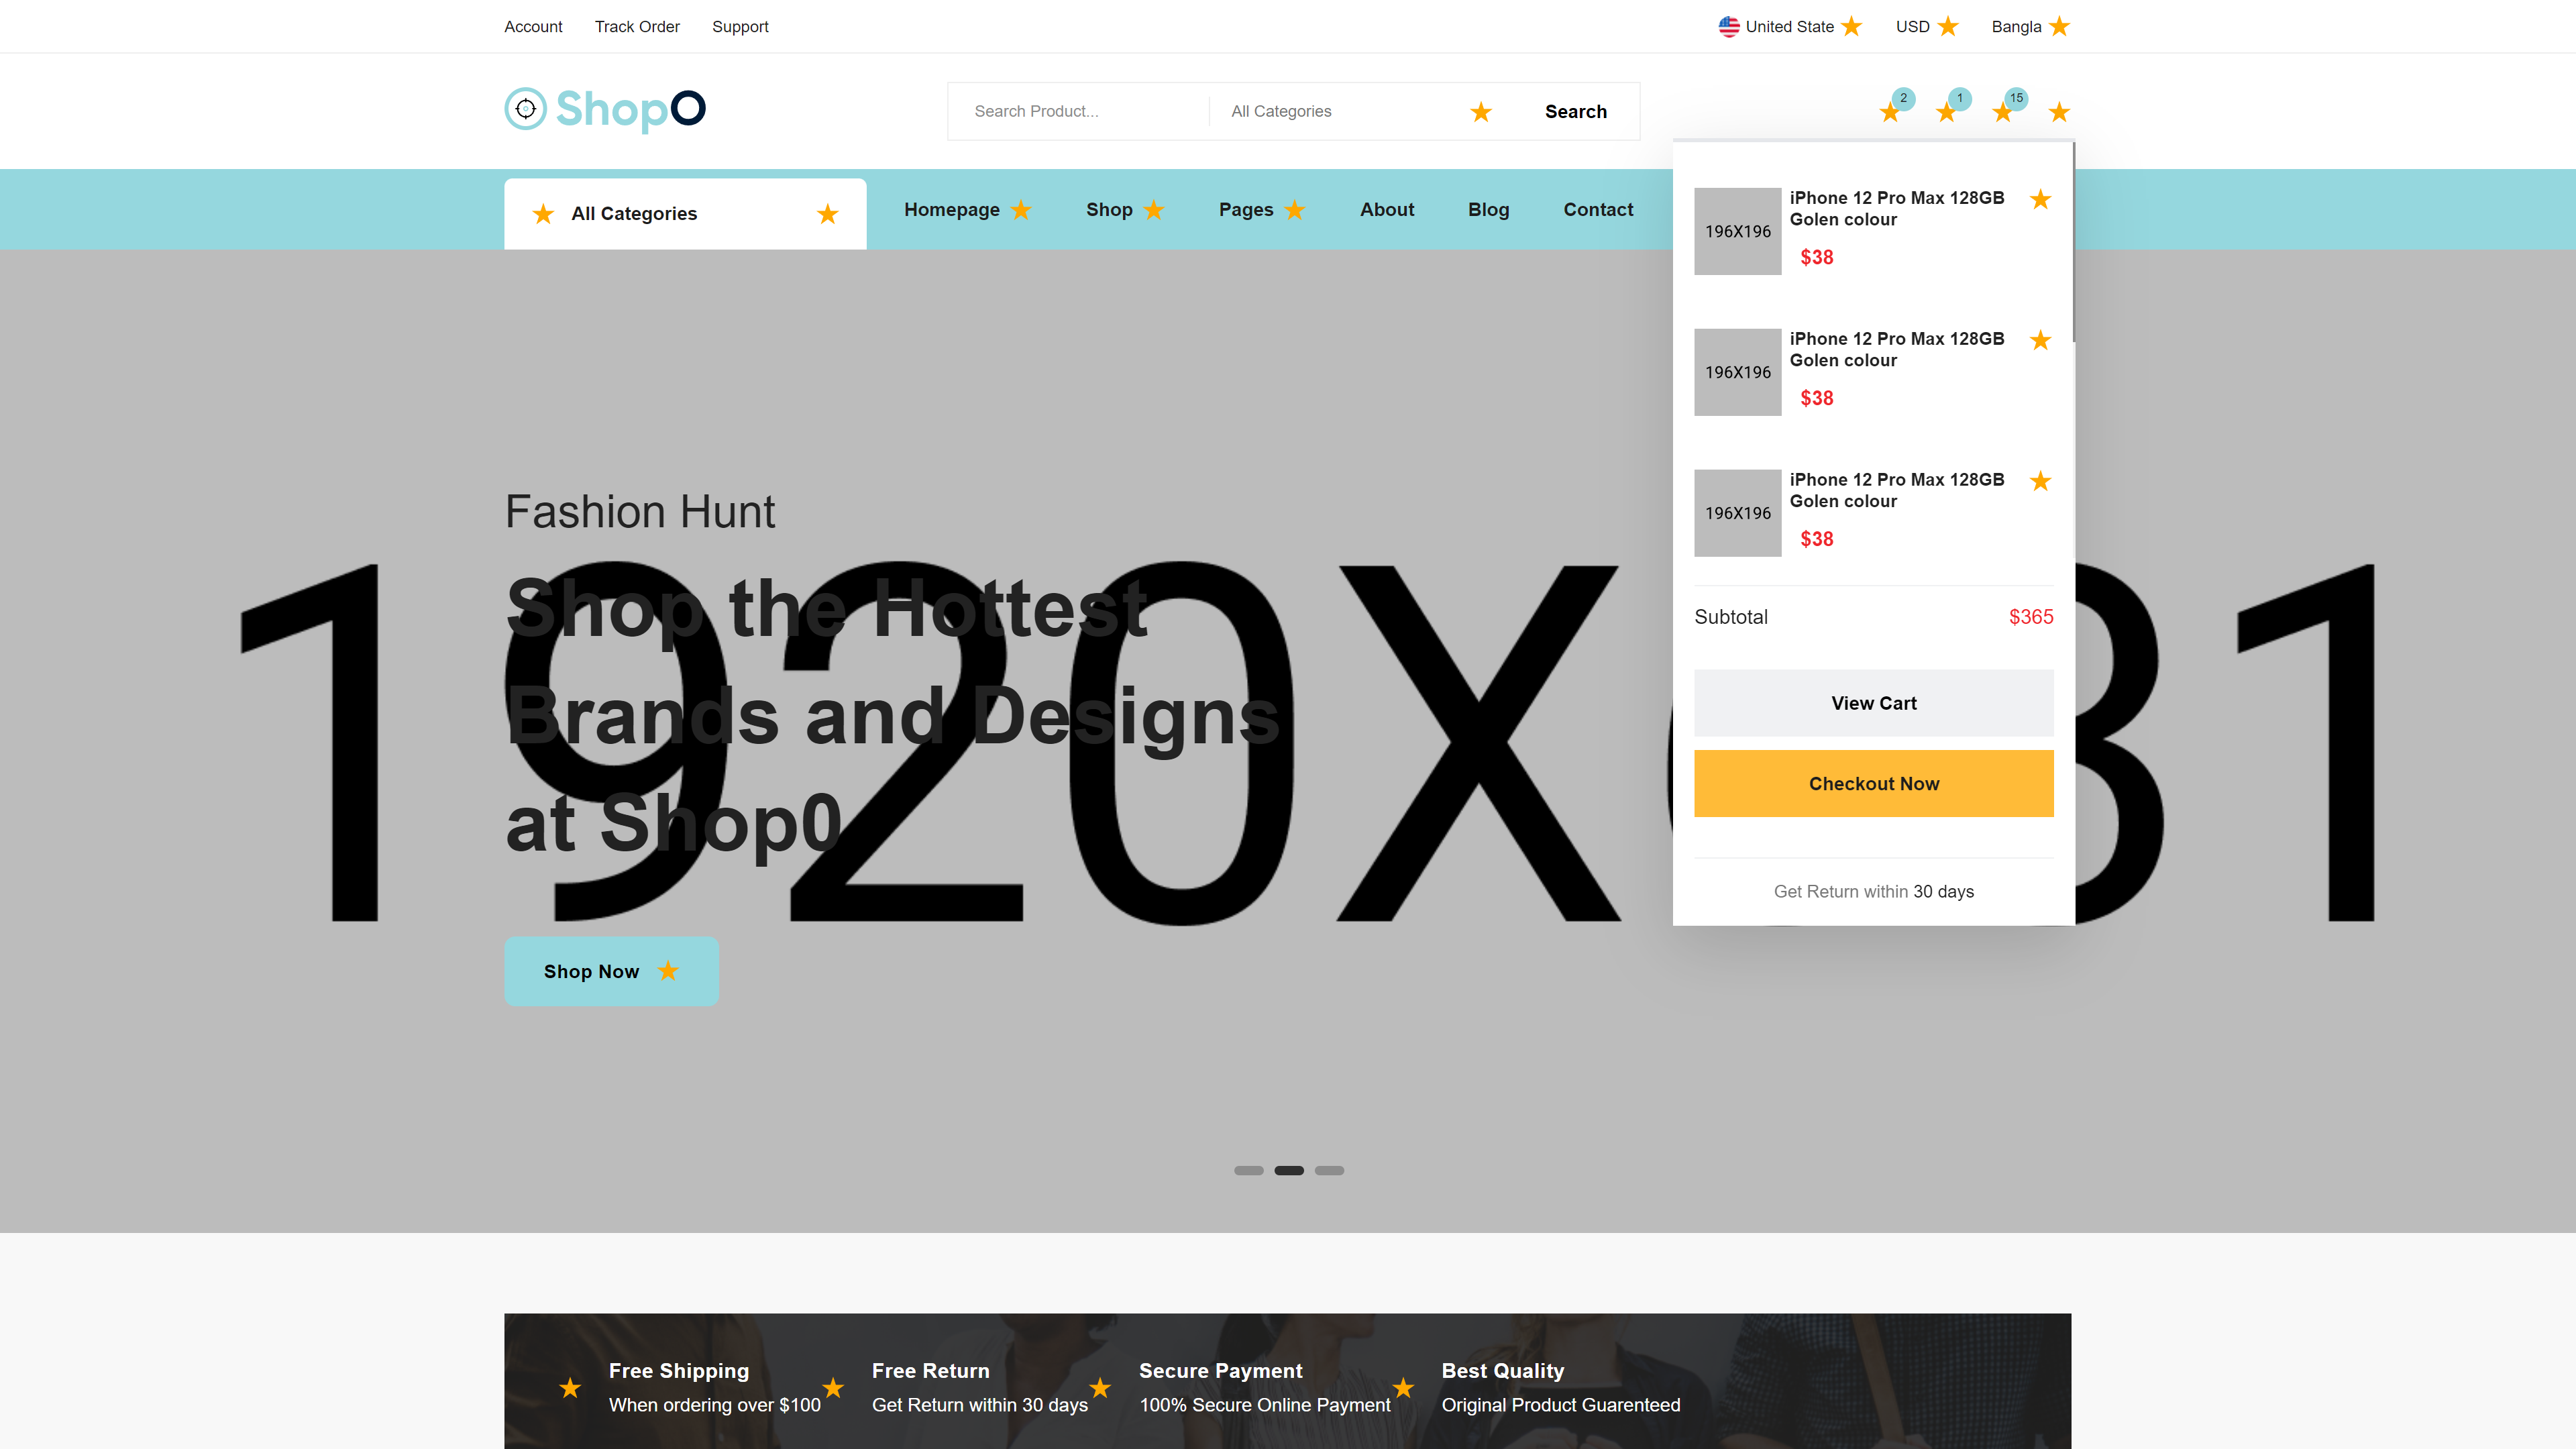 Account Track Order Support United State USD Bangla
ShopO
Search Product... All Categories Search
2 1 15
All Categories Homepage Shop Pages About Blog Contact
iPhone 12 Pro Max 128GB
Golen colour
196X196
$38
iPhone 12 Pro Max 128GB
Golen colour
196X196
$38
iPhone 12 Pro Max 128GB
Golen colour
196X196
$38
Subtotal $365
View Cart
Checkout Now
Get Return within 30 days
Fashion Hunt
Shop the Hottest
Brands and Designs
at Shop0
Shop Now
Free Shipping
When ordering over $100
Free Return
Get Return within 30 days
Secure Payment
100% Secure Online Payment
Best Quality
Original Product Guarenteed